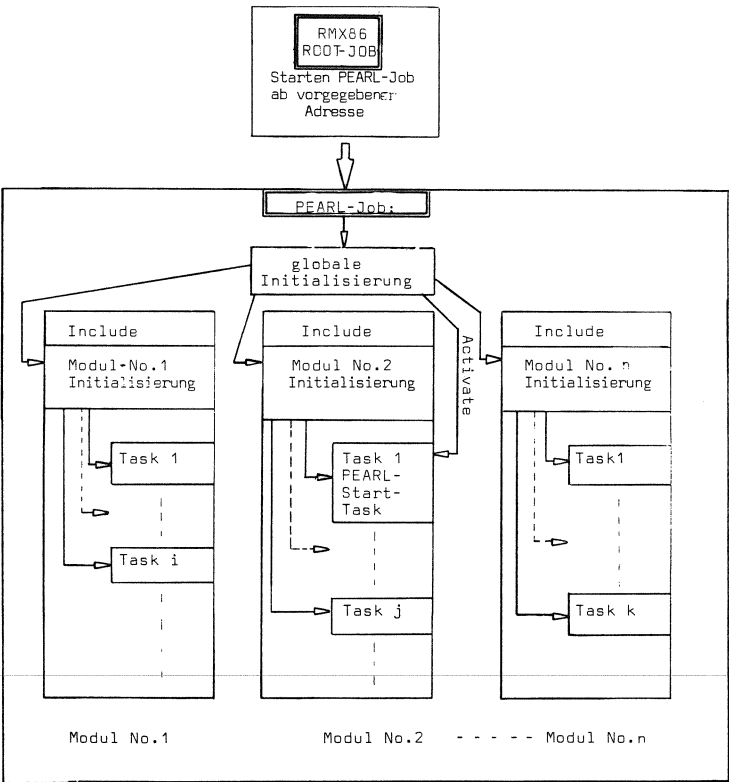 RMX86
ROOT-JOB
Starten PEARL-Job
ab vorgegebener
Adresse
PEARL-Job:
globale
Initialisierung
Include
Modul-No.1
Initialisierung
Task 1
Task i
Include
Modul No.2
Initialisierung
Task 1
PEARL-
Start-
Task
Task j
Activate
Include
Modul No. n
Initialisierung
Task1
Task k
Modul No.1
Modul No.2 - - - - - Modul No.n